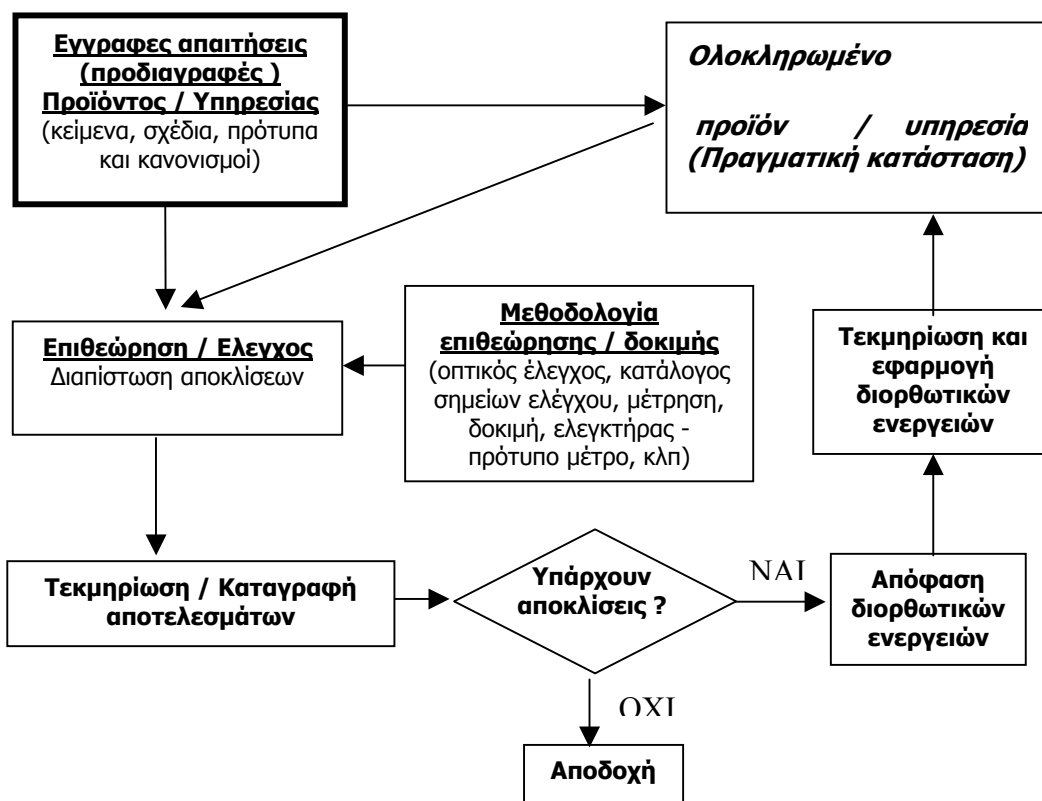 Εγγραφες απαιτήσεις
(προδιαγραφές )
Προϊόντος / Υπηρεσίας
(κείμενα, σχέδια, πρότυπα
και κανονισμοί)
Ολοκληρωμένο
προϊόν / υπηρεσία
(Πραγματική κατάσταση)
Επιθεώρηση / Ελεγχος
Διαπίστωση αποκλίσεων
Μεθοδολογία
επιθεώρησης / δοκιμής
(οπτικός έλεγχος, κατάλογος
σημείων ελέγχου, μέτρηση,
δοκιμή, ελεγκτήρας -
πρότυπο μέτρο, κλπ)
Τεκμηρίωση και
εφαρμογή
διορθωτικών
ενεργειών
Τεκμηρίωση / Καταγραφή
αποτελεσμάτων
Υπάρχουν
αποκλίσεις ?
ΝΑΙ
Απόφαση
διορθωτικών
ενεργειών
ΟΧΙ
Αποδοχή